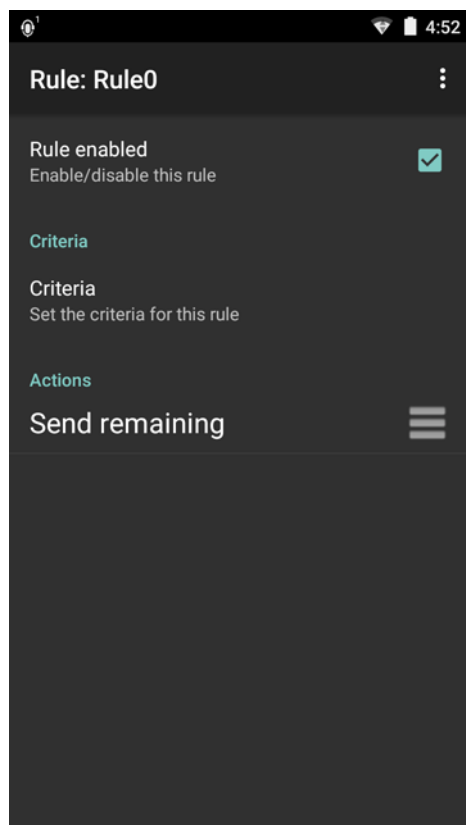 1 4:52
Rule: Rule0
Rule enabled
Enable/disable this rule
Criteria
Criteria
Set the criteria for this rule
Actions
Send remaining